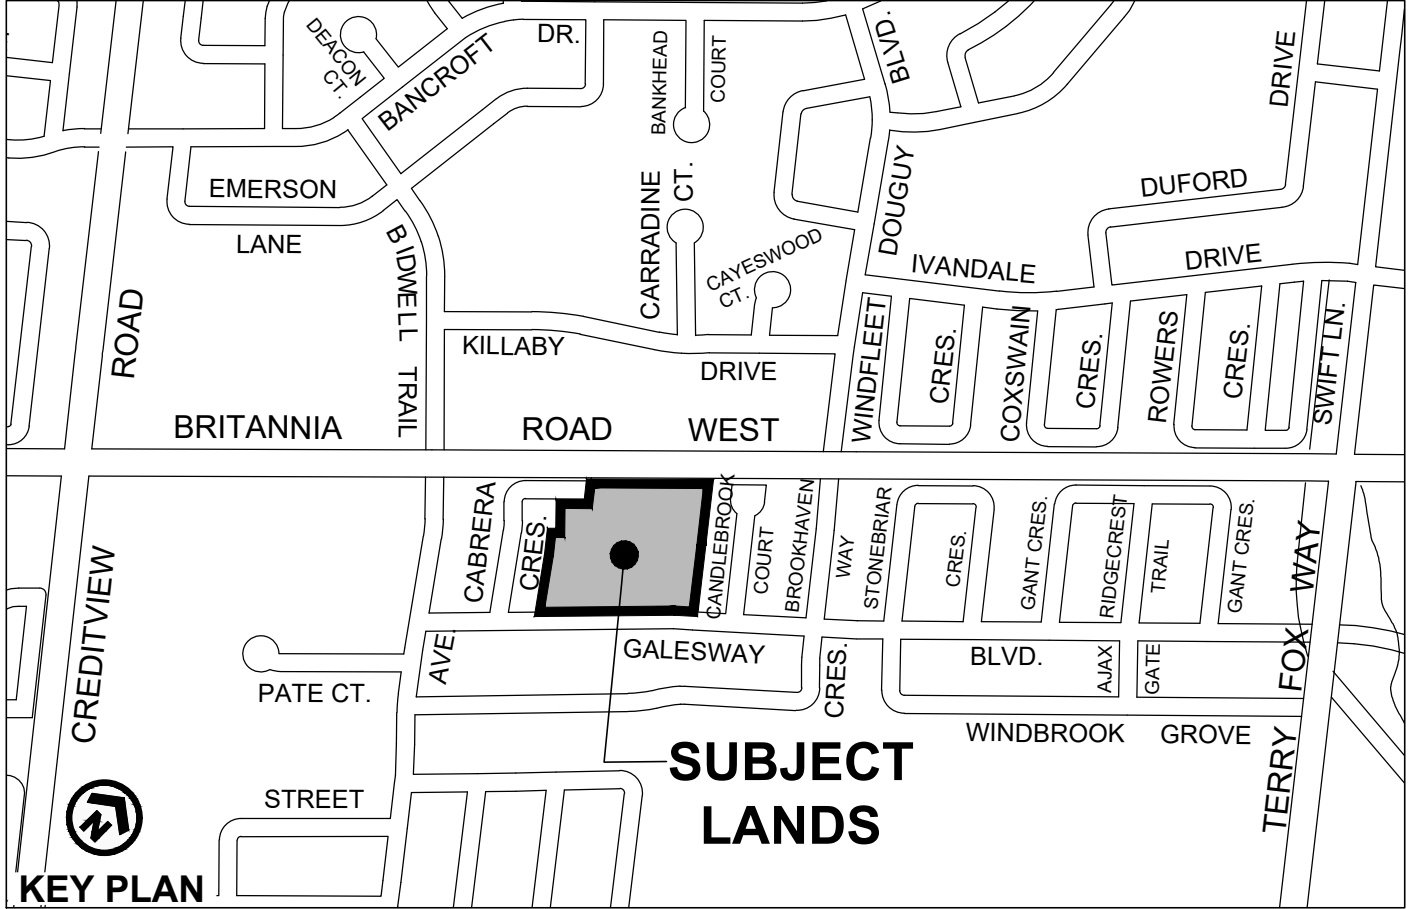 DEACON
CT.
BANCROFT
DR.
BANKHEAD
COURT
BLVD.
DRIVE
EMERSON
LANE
CARRADINE
CT.
DOUGUY
DUFORD
CAYESWOOD
CT.
IVANDALE
DRIVE
BIDWELL TRAIL
ROAD
KILLABY
DRIVE
WINDFLEET
CRES.
COXSWAIN
CRES.
ROWERS
CRES.
SWIFT LN.
BRITANNIA ROAD WEST
CABRERA
CRES.
CANDLEBROOK
COURT
BROOKHAVEN
WAY
STONEBRIAR
CRES.
GANT CRES.
RIDGECREST
TRAIL
GANT CRES.
CREDITVIEW
AVE.
GALESWAY
BLVD.
CRES.
AJAX
GATE
TERRY FOX WAY
PATE CT.
WINDBROOK GROVE
SUBJECT
LANDS
STREET
N
KEY PLAN